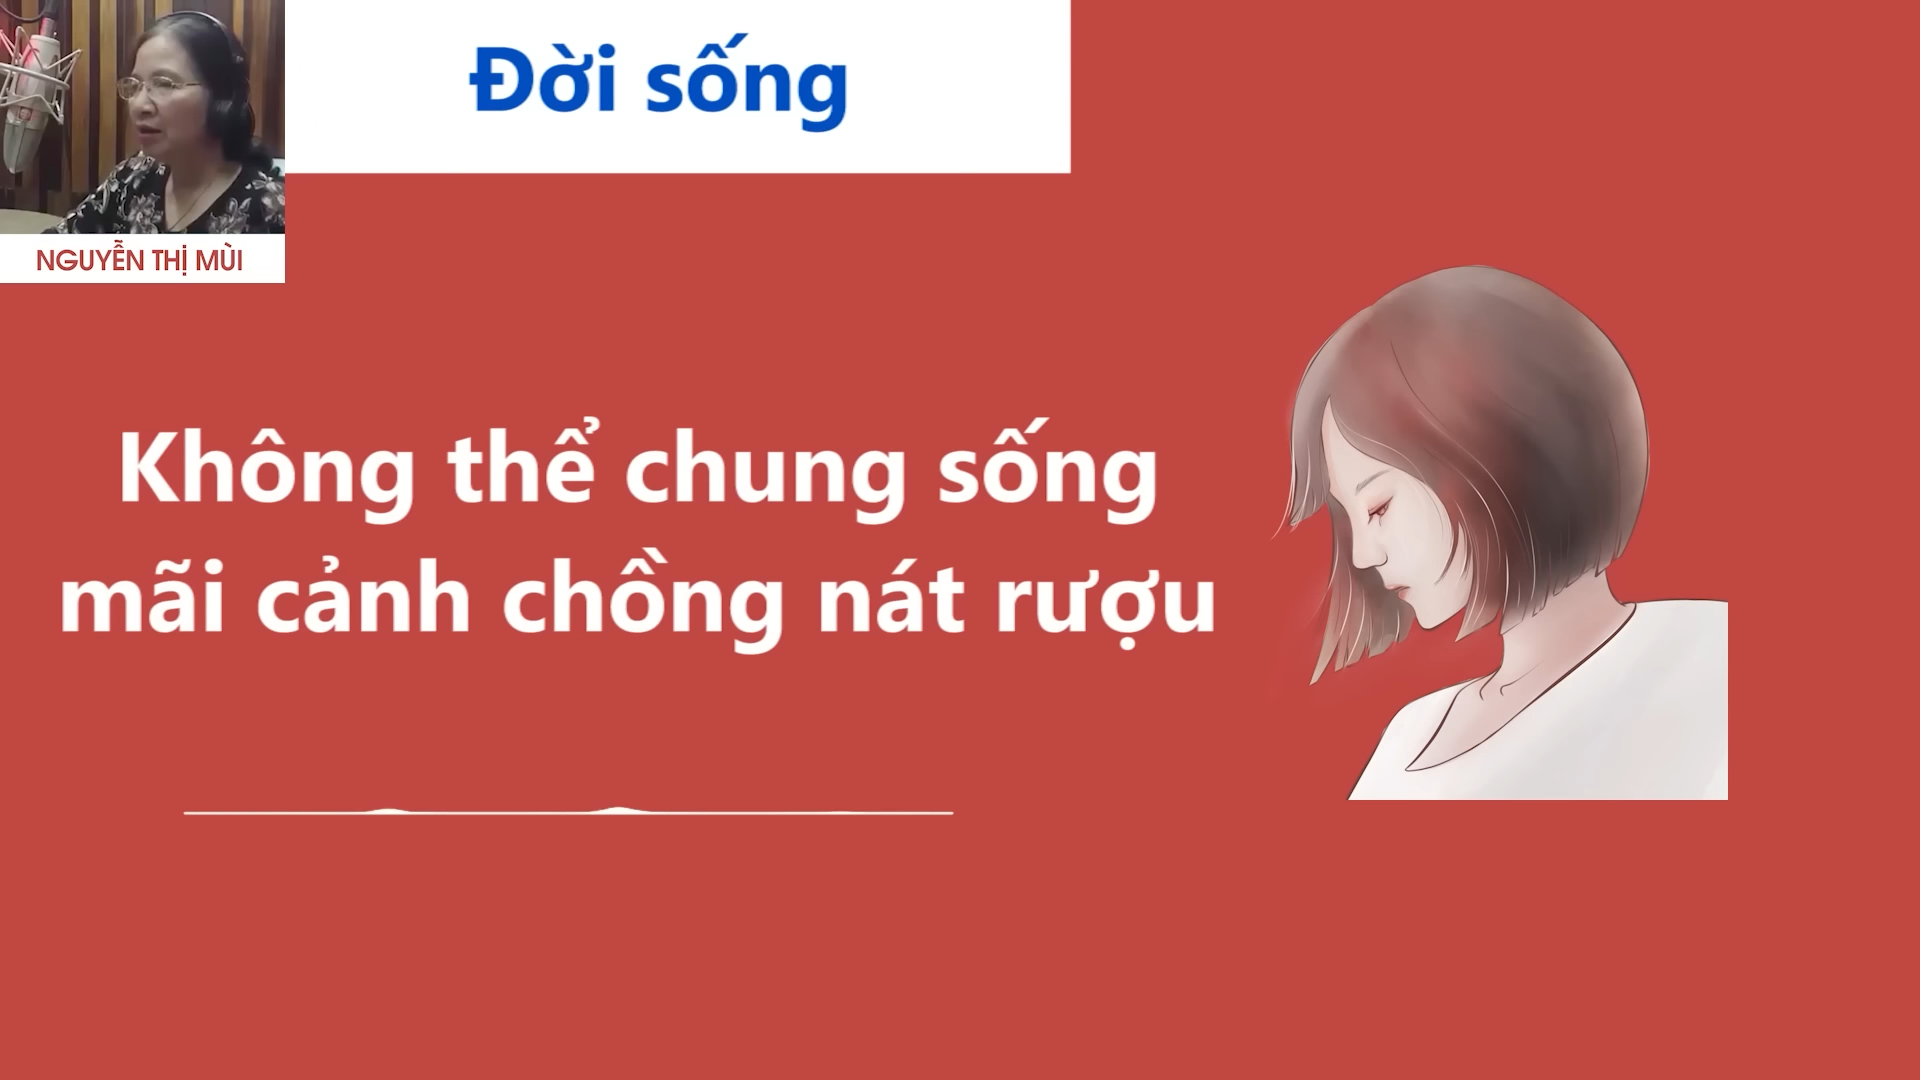 Đời sống
NGUYỄN THỊ MÙI
Không thể chung sống
mãi cảnh chồng nát rượu